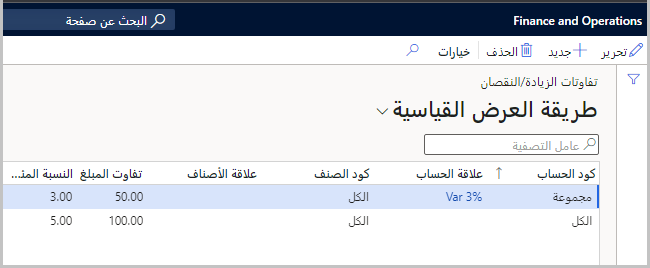 Finance and Operations البحث عن صفحة
تحرير جديد الحذف خيارات
تفاوتات الزيادة/النقصان
طريقة العرض القياسية
عامل التصفية
كود الحساب علاقة الحساب كود الصنف علاقة الأصناف تفاوت المبلغ النسبة المئ...
مجموعة Var 3% الكل 50.00 3.00
الكل الكل 100.00 5.00